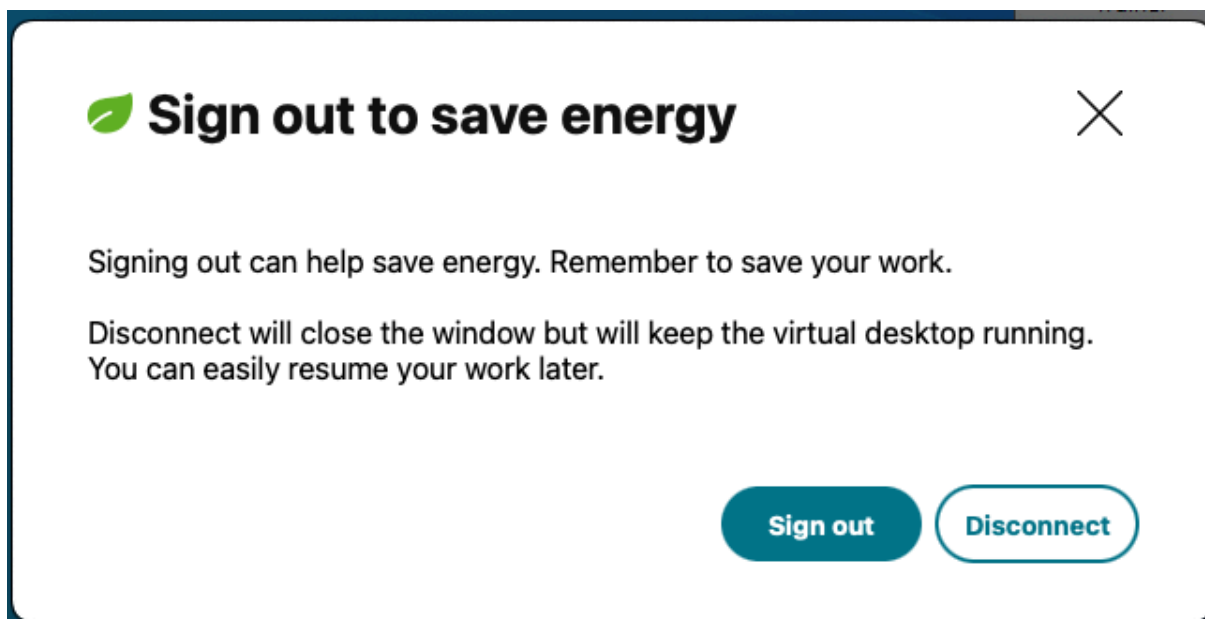 Sign out to save energy
Signing out can help save energy. Remember to save your work.
Disconnect will close the window but will keep the virtual desktop running.
You can easily resume your work later.
Sign out
Disconnect